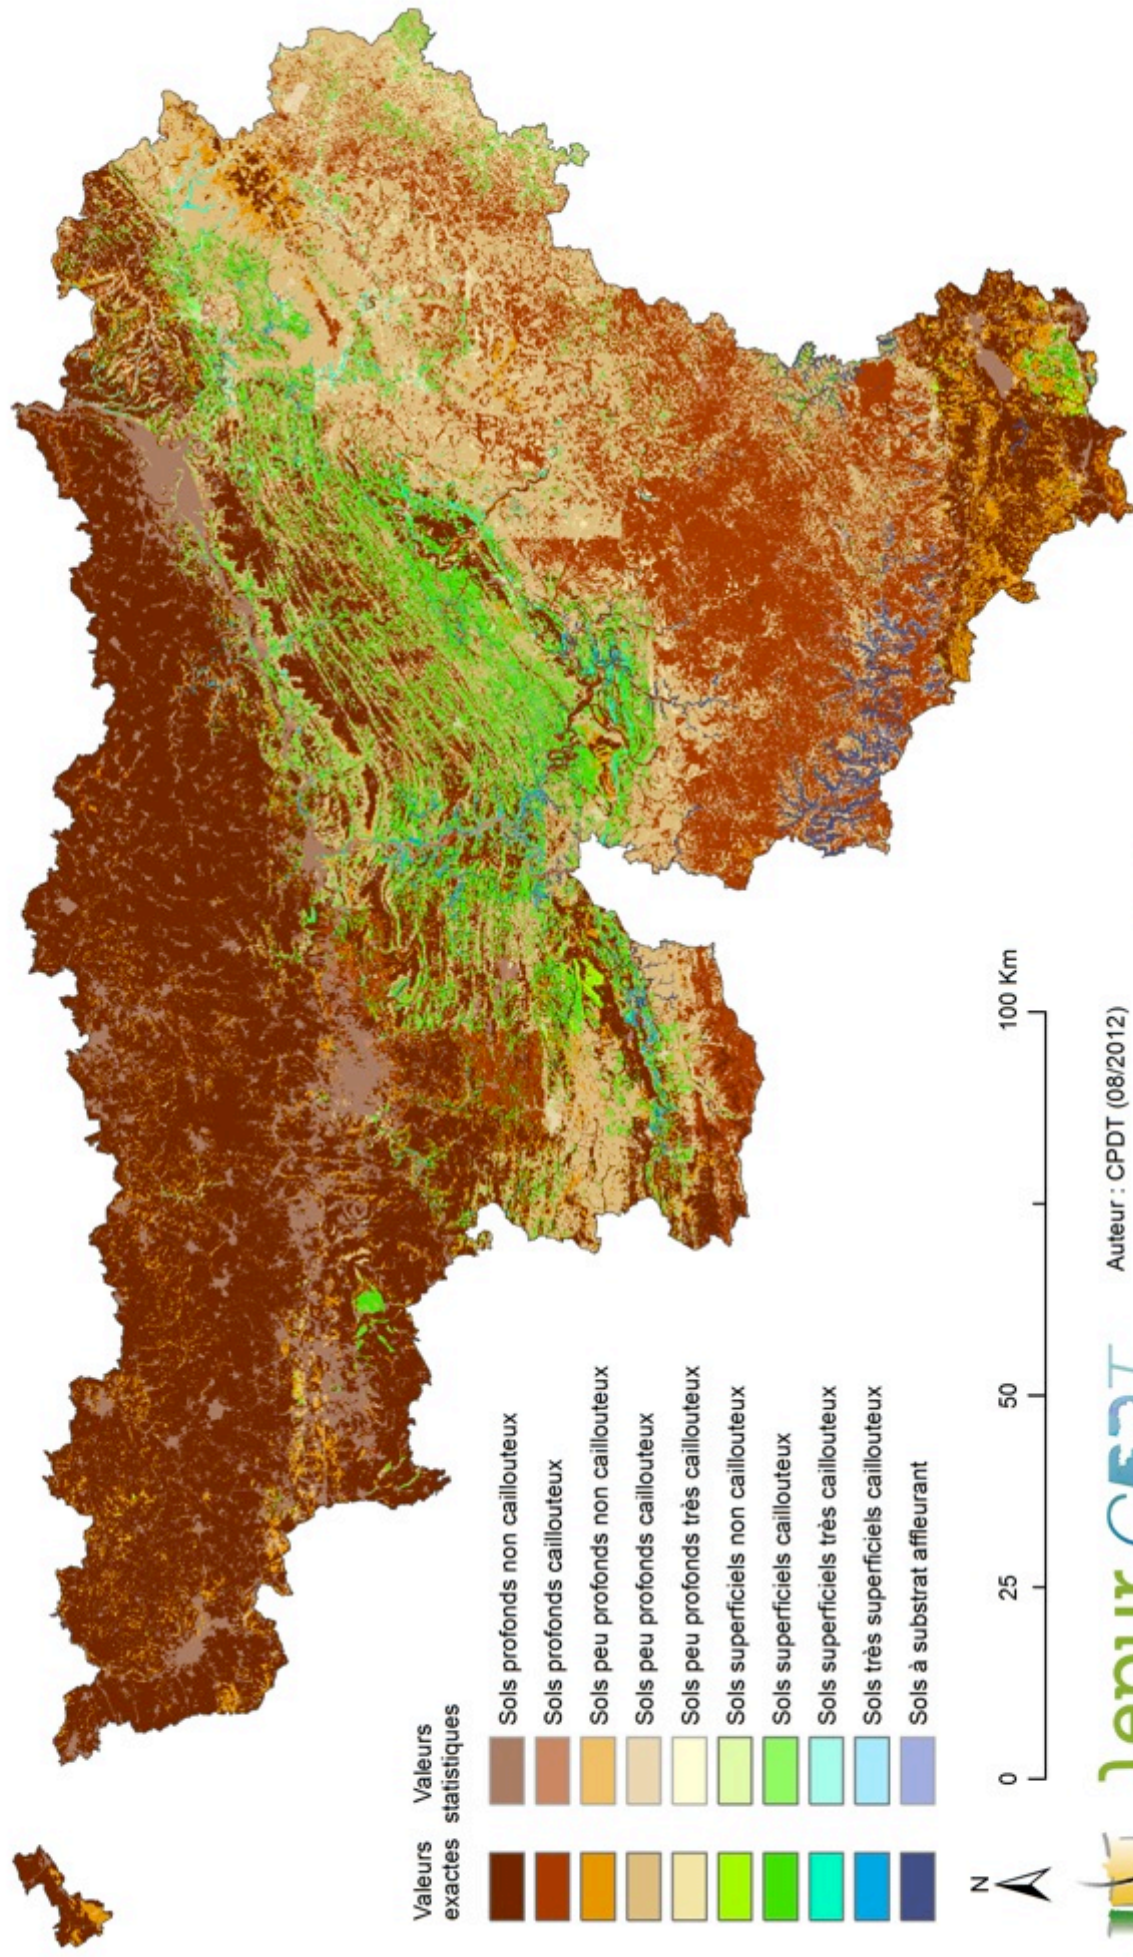 Valeurs exactes
Valeurs statistiques
Sols profonds non caillouteux
Sols profonds caillouteux
Sols peu profonds non caillouteux
Sols peu profonds caillouteux
Sols peu profonds très caillouteux
Sols superficiels non caillouteux
Sols superficiels caillouteux
Sols superficiels très caillouteux
Sols très superficiels caillouteux
Sols à substrat affleurant
N
0 25 50 100 Km
Auteur : CPDT (08/2012)
lepur CPDT